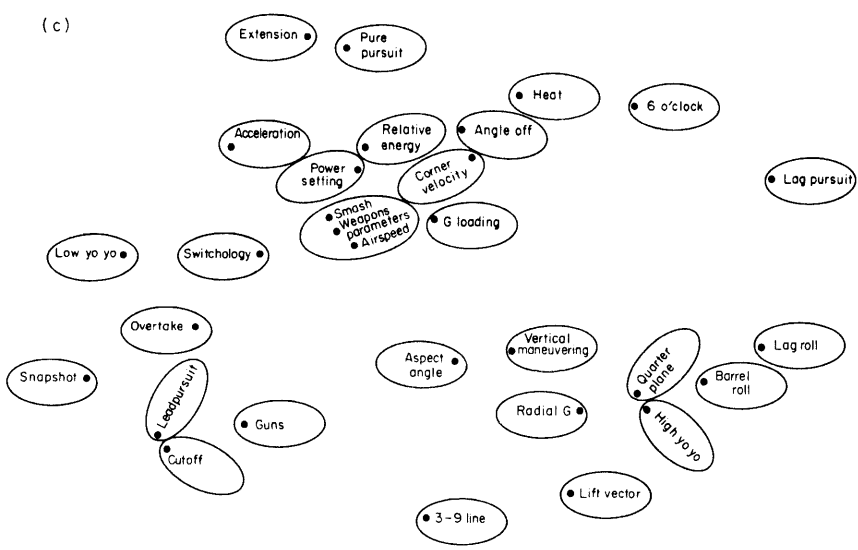 (c)
Extension
Pure
pursuit
Heat
6 o'clock
Acceleration
Relative
energy
Angle off
Power
setting
Corner
velocity
Lag pursuit
Smash
Weapons
parameters
Airspeed
G loading
Low yo yo
Switchology
Overtake
Vertical
maneuvering
Aspect
angle
Quarter
plane
Lag roll
Snapshot
Leadpursuit
Barrel
roll
Guns
Radial G
High yo yo
Cutoff
Lift vector
3-9 line